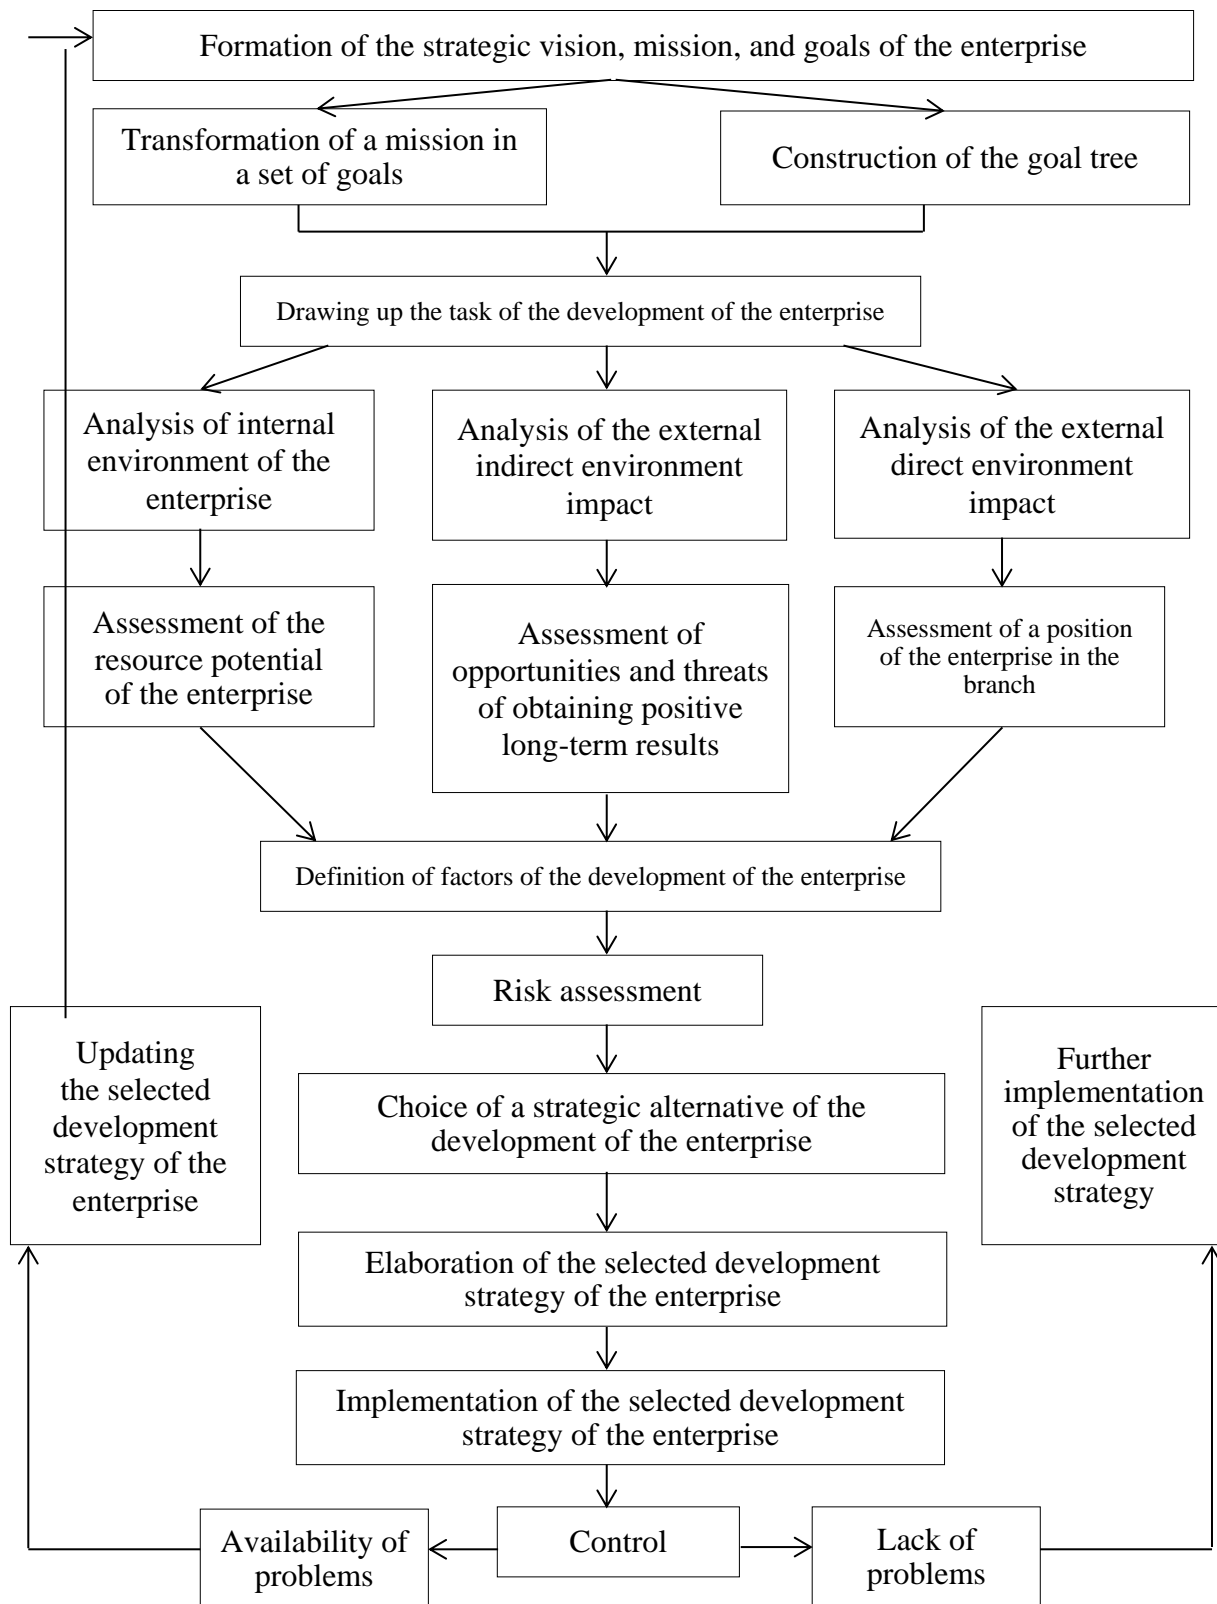 Formation of the strategic vision, mission, and goals of the enterprise
Transformation of a mission in
a set of goals
Construction of the goal tree
Drawing up the task of the development of the enterprise
Analysis of internal
environment of the
enterprise
Analysis of the external
indirect environment
impact
Analysis of the external
direct environment
impact
Assessment of the
resource potential
of the enterprise
Assessment of
opportunities and threats
of obtaining positive
long-term results
Assessment of a position
of the enterprise in the
branch
Definition of factors of the development of the enterprise
Risk assessment
Updating
the selected
development
strategy of the
enterprise
Choice of a strategic alternative of the
development of the enterprise
Further
implementation
of the selected
development
strategy
Elaboration of the selected development
strategy of the enterprise
Implementation of the selected development
strategy of the enterprise
Availability of
problems
Control
Lack of
problems